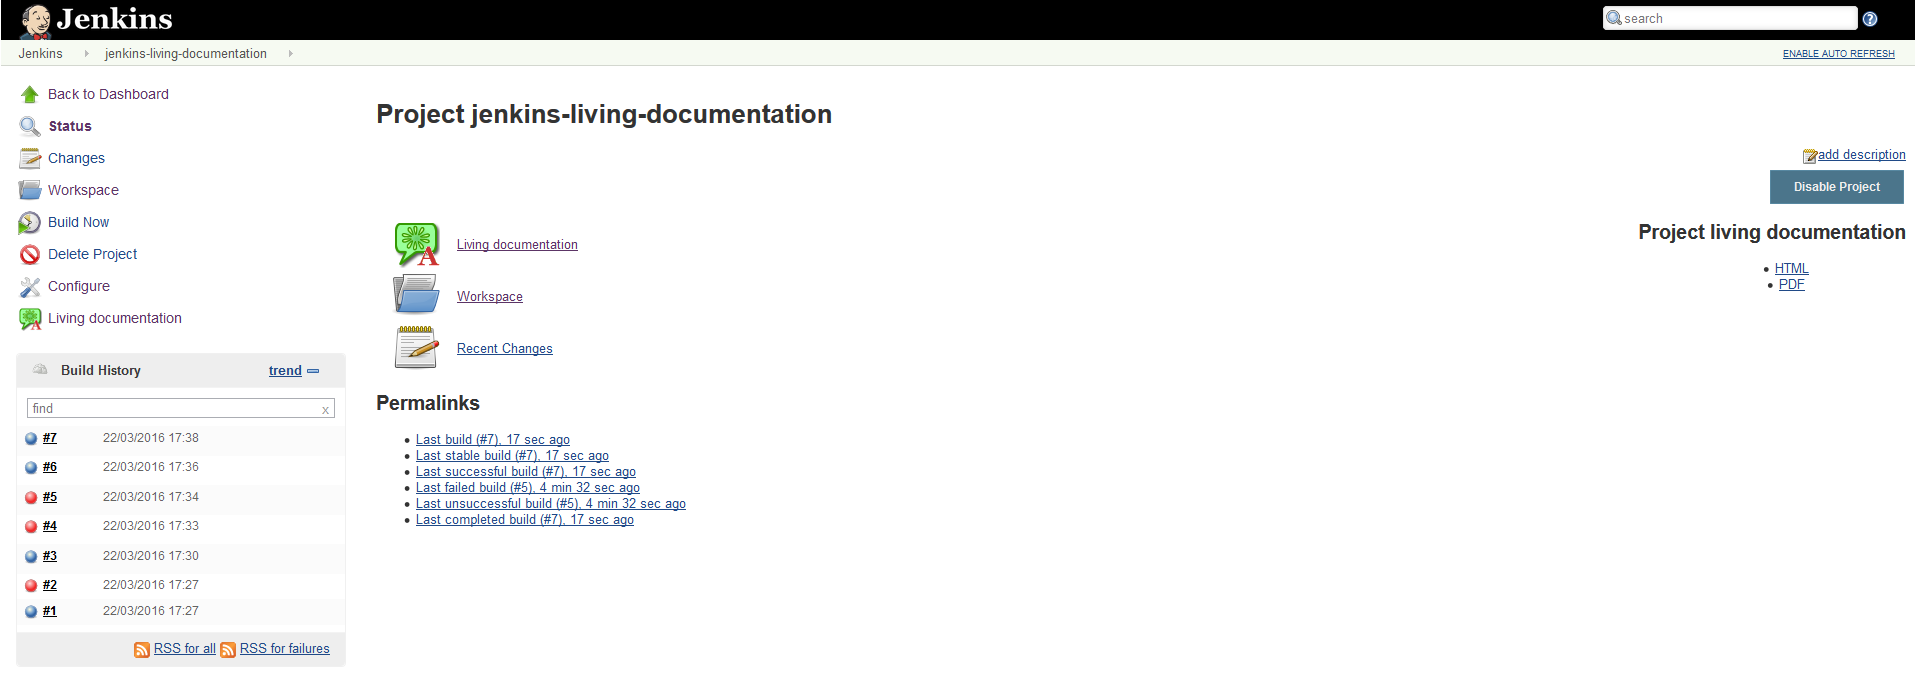 Jenkins
search
Jenkins
jenkins-living-documentation
ENABLE AUTO REFRESH
Back to Dashboard
Status
Changes
Workspace
Build Now
Delete Project
Configure
Living documentation
Build History
trend
find
x
#7 22/03/2016 17:38
#6 22/03/2016 17:36
#5 22/03/2016 17:34
#4 22/03/2016 17:33
#3 22/03/2016 17:30
#2 22/03/2016 17:27
#1 22/03/2016 17:27
RSS for all RSS for failures
Project jenkins-living-documentation
add description
Disable Project
Living documentation
Workspace
Recent Changes
Permalinks
Last build (#7), 17 sec ago
Last stable build (#7), 17 sec ago
Last successful build (#7), 17 sec ago
Last failed build (#5), 4 min 32 sec ago
Last unsuccessful build (#5), 4 min 32 sec ago
Last completed build (#7), 17 sec ago
Project living documentation
HTML
PDF